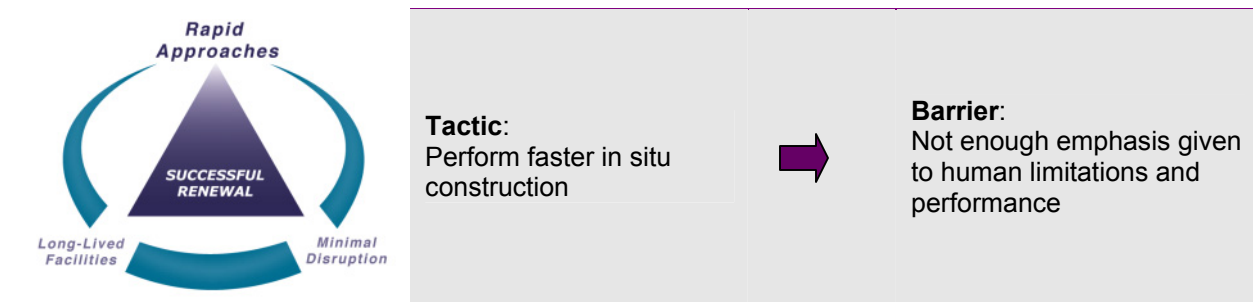 Rapid
Approaches
SUCCESSFUL
RENEWAL
Long-Lived
Facilities
Minimal
Disruption
Tactic:
Perform faster in situ
construction
Barrier:
Not enough emphasis given
to human limitations and
performance